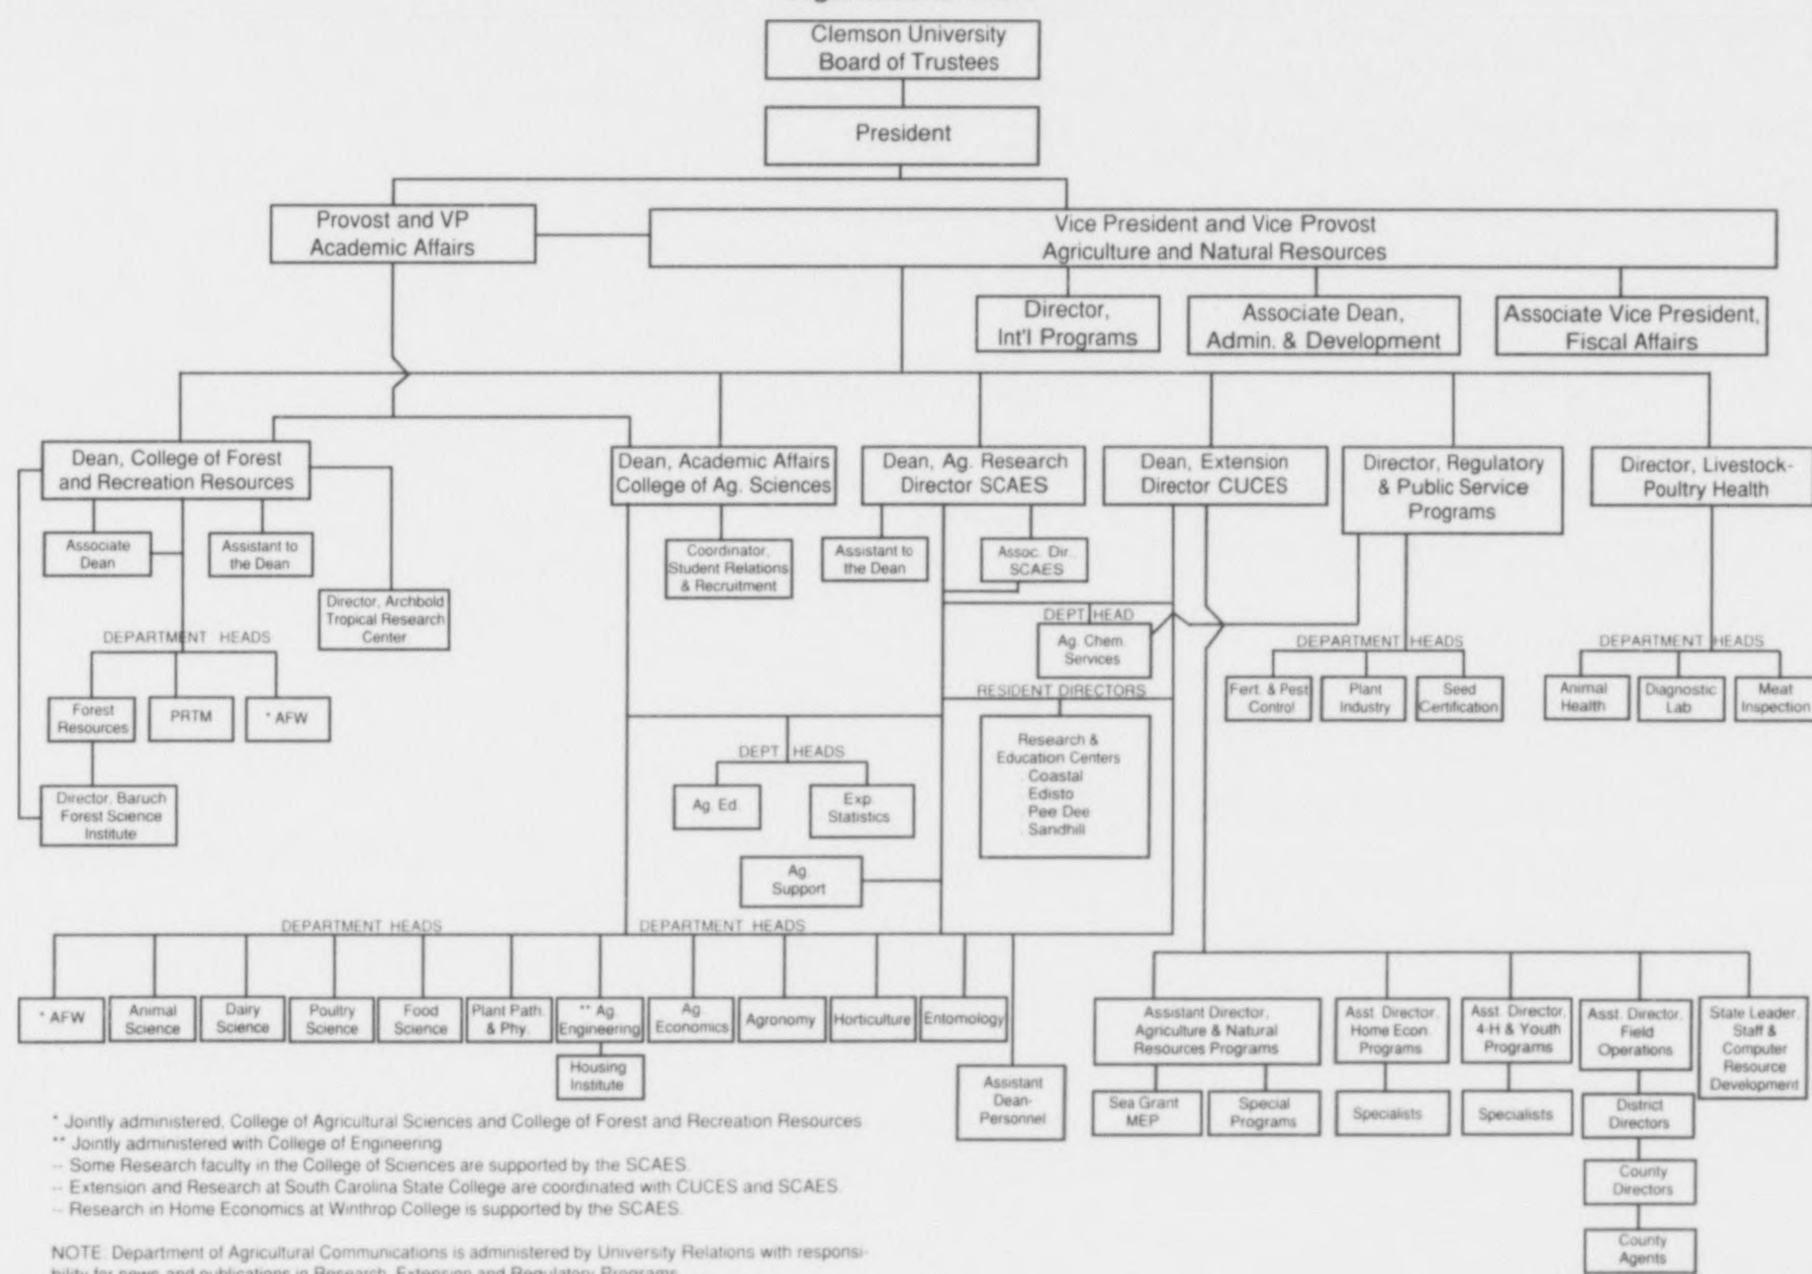 Clemson University
Board of Trustees
President
Provost and VP
Academic Affairs
Vice President and Vice Provost
Agriculture and Natural Resources
Director,
Int'l Programs
Associate Dean,
Admin. & Development
Associate Vice President,
Fiscal Affairs
Dean, College of Forest
and Recreation Resources
Dean, Academic Affairs
College of Ag. Sciences
Dean, Ag. Research
Director SCAES
Dean, Extension
Director CUCES
Director, Regulatory
& Public Service
Programs
Director, Livestock-
Poultry Health
Associate
Dean
Assistant to
the Dean
Director, Archbold
Tropical Research
Center
Coordinator,
Student Relations
& Recruitment
Assistant to
the Dean
Assoc. Dir.
SCAES
DEPARTMENT HEADS
Forest
Resources
PRTM
* AFW
Director, Baruch
Forest Science
Institute
DEPT HEAD
Ag. Chem.
Services
DEPARTMENT HEADS
Fert. & Pest
Control
Plant
Industry
Seed
Certification
DEPARTMENT HEADS
Animal
Health
Diagnostic
Lab
Meat
Inspection
RESIDENT DIRECTORS
Research &
Education Centers
Coastal
Edisto
Pee Dee
Sandhill
DEPT HEADS
Ag. Ed.
Exp.
Statistics
Ag.
Support
DEPARTMENT HEADS
DEPARTMENT HEADS
* AFW
Animal
Science
Dairy
Science
Poultry
Science
Food
Science
Plant Path.
& Phy.
** Ag.
Engineering
Ag.
Economics
Agronomy
Horticulture
Entomology
Housing
Institute
Assistant
Dean-
Personnel
Assistant Director,
Agriculture & Natural
Resources Programs
Asst. Director,
Home Econ.
Programs
Asst. Director,
4-H & Youth
Programs
Asst. Director,
Field
Operations
State Leader,
Staff &
Computer
Resource
Development
Sea Grant
MEP
Special
Programs
Specialists
Specialists
District
Directors
County
Directors
County
Agents
* Jointly administered, College of Agricultural Sciences and College of Forest and Recreation Resources
** Jointly administered with College of Engineering
-- Some Research faculty in the College of Sciences are supported by the SCAES.
-- Extension and Research at South Carolina State College are coordinated with CUCES and SCAES.
-- Research in Home Economics at Winthrop College is supported by the SCAES.
NOTE: Department of Agricultural Communications is administered by University Relations with responsi-
bility for news and publications in Research, Extension and Regulatory Programs